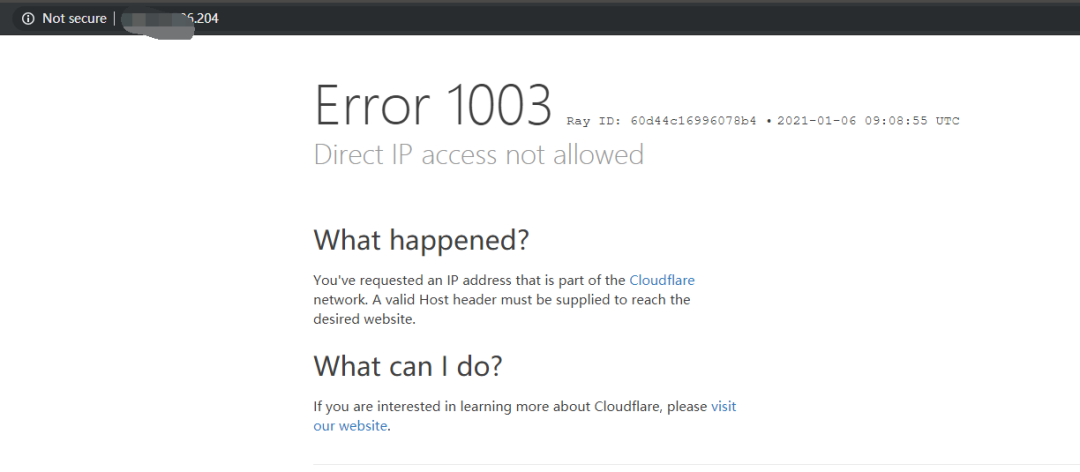 Not secure
.204
Error 1003 Ray ID: 60d44c16996078b4 • 2021-01-06 09:08:55 UTC
Direct IP access not allowed
What happened?
You've requested an IP address that is part of the Cloudflare
network. A valid Host header must be supplied to reach the
desired website.
What can I do?
If you are interested in learning more about Cloudflare, please visit
our website.